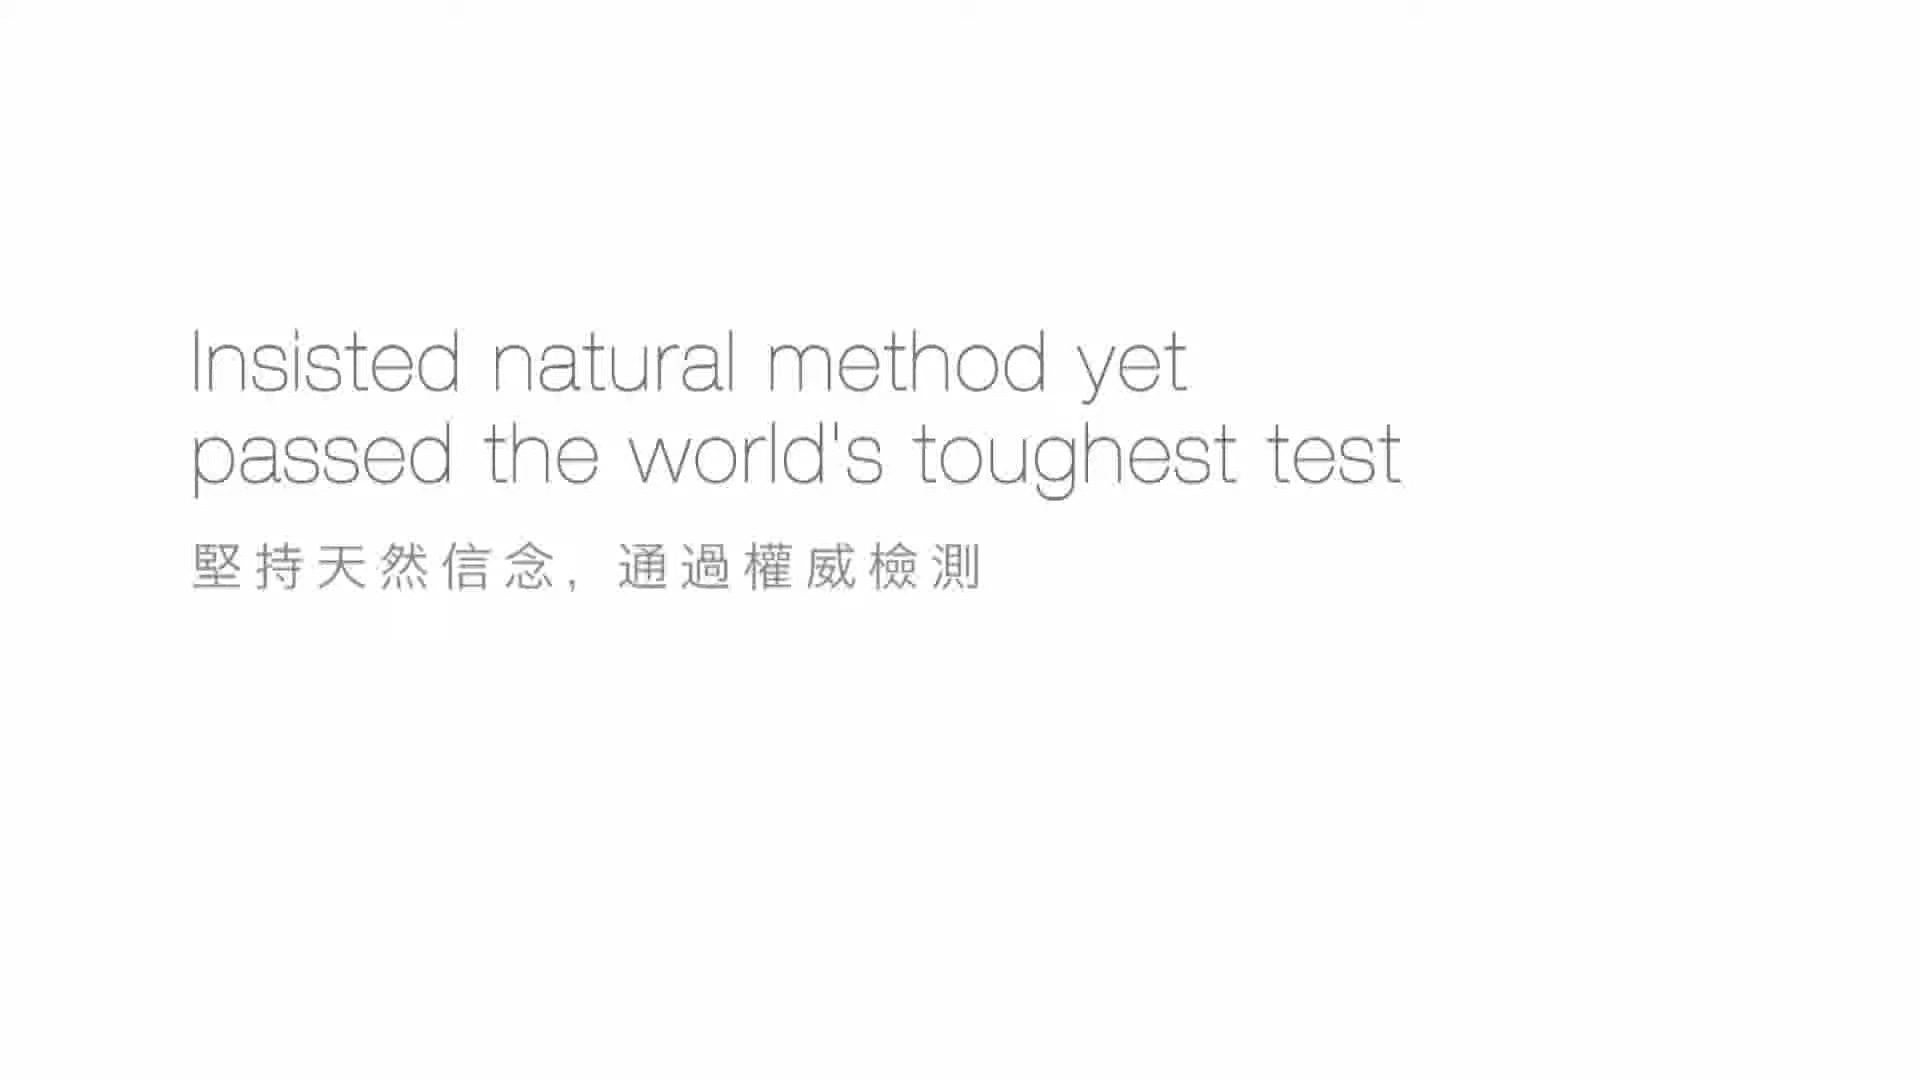 Insisted natural method yet
passed the world's toughest test
堅持天然信念, 通過權威檢測